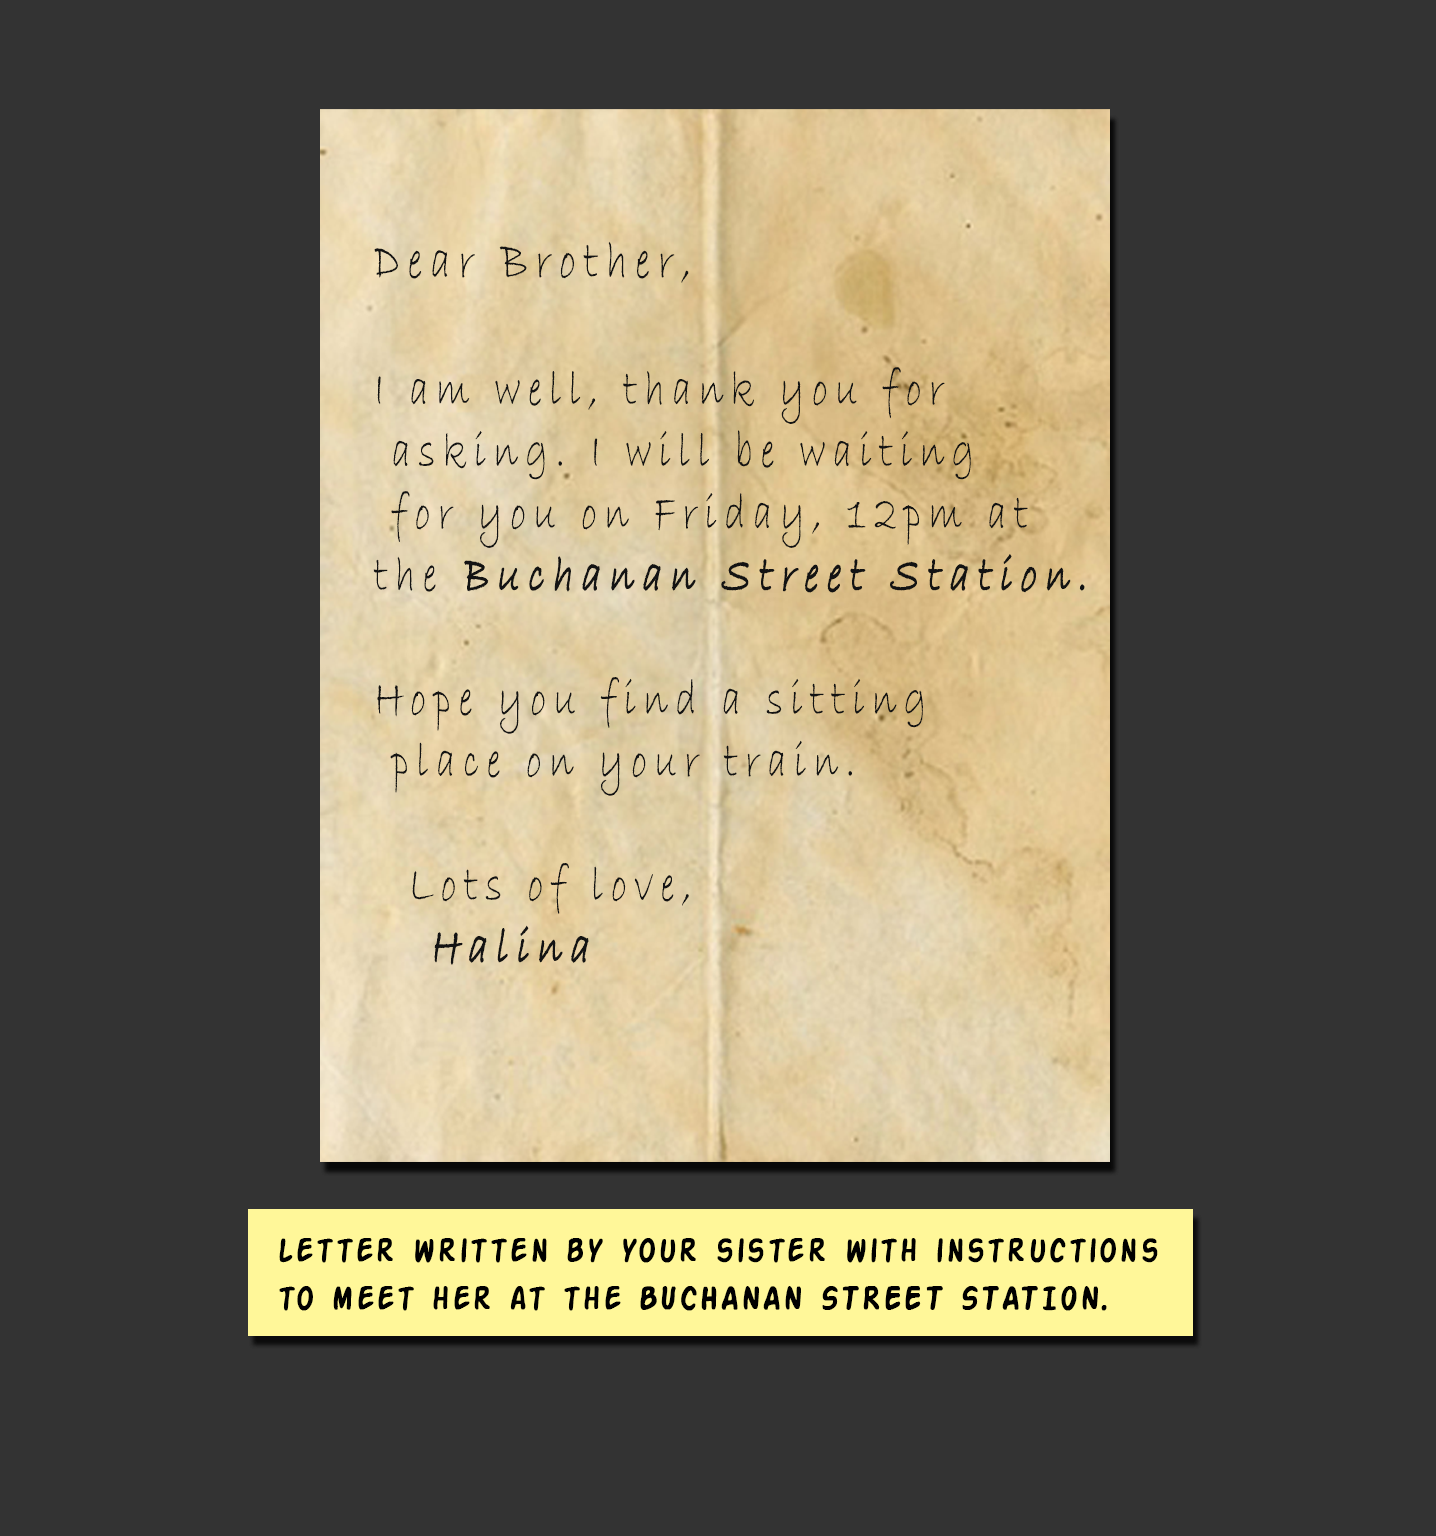 Dear Brother,
I am well, thank you for
asking. I will be waiting
for you on Friday, 12pm at
the Buchanan Street Station.
Hope you find a sitting
place on your train.
Lots of love,
Halina
LETTER WRITTEN BY YOUR SISTER WITH INSTRUCTIONS
TO MEET HER AT THE BUCHANAN STREET STATION.